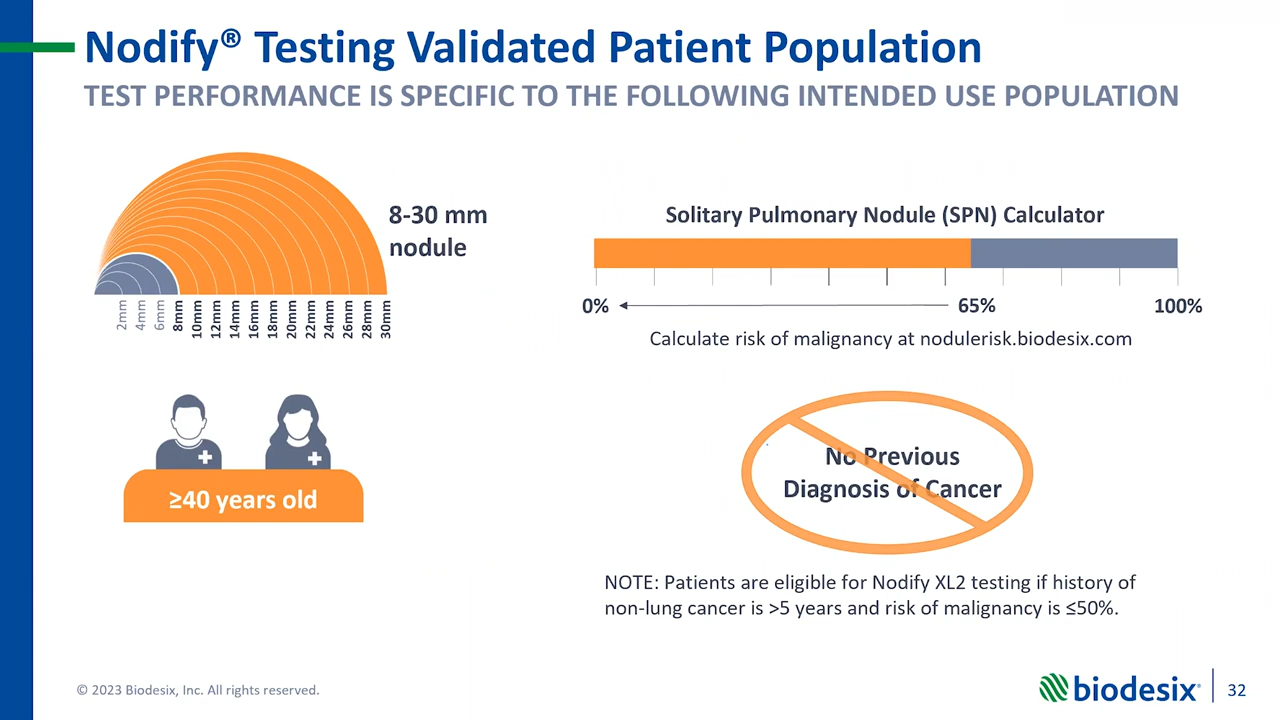 Nodify® Testing Validated Patient Population
TEST PERFORMANCE IS SPECIFIC TO THE FOLLOWING INTENDED USE POPULATION
8-30 mm
nodule
2mm
4mm
6mm
8mm
10mm
12mm
14mm
16mm
18mm
20mm
22mm
24mm
26mm
28mm
30mm
Solitary Pulmonary Nodule (SPN) Calculator
0%
65%
100%
Calculate risk of malignancy at nodulerisk.biodesix.com
≥40 years old
No Previous
Diagnosis of Cancer
NOTE: Patients are eligible for Nodify XL2 testing if history of
non-lung cancer is >5 years and risk of malignancy is ≤50%.
© 2023 Biodesix, Inc. All rights reserved.
biodesix®
32